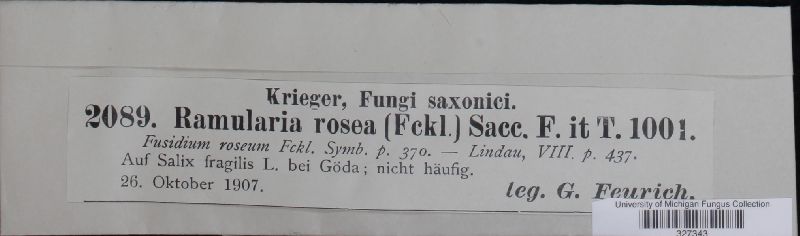 Krieger, Fungi saxonici.
2089. Ramularia rosea (Fckl.) Sacc. F. it T. 1001.
Fusidium roseum Fckl. Symb. p. 370. — Lindau, VIII. p. 437.
Auf Salix fragilis L. bei Göda; nicht häufig.
26. Oktober 1907.
leg. G. Feurich.
University of Michigan Fungus Collection
327343